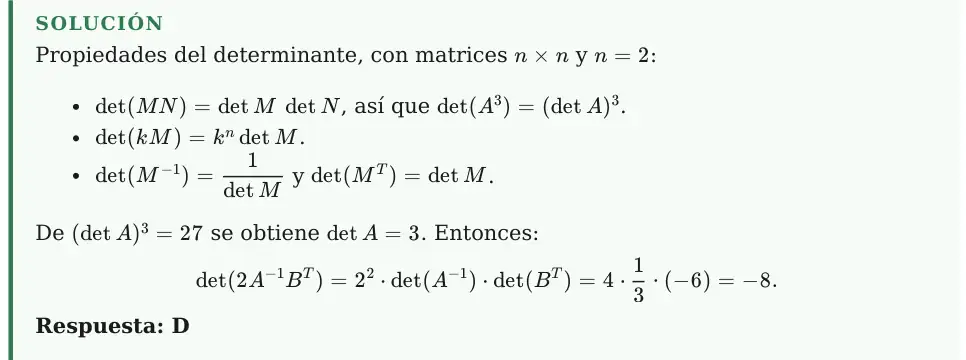 SOLUCIÓN
Propiedades del determinante, con matrices n × n y n = 2:
• det(MN) = det M det N, así que det(A³) = (det A)³.
• det(kM) = kⁿ det M.
• det(M⁻¹) = 1/det M y det(Mᵀ) = det M.
De (det A)³ = 27 se obtiene det A = 3. Entonces:
det(2A⁻¹Bᵀ) = 2² · det(A⁻¹) · det(Bᵀ) = 4 · 1/3 · (−6) = −8.
Respuesta: D